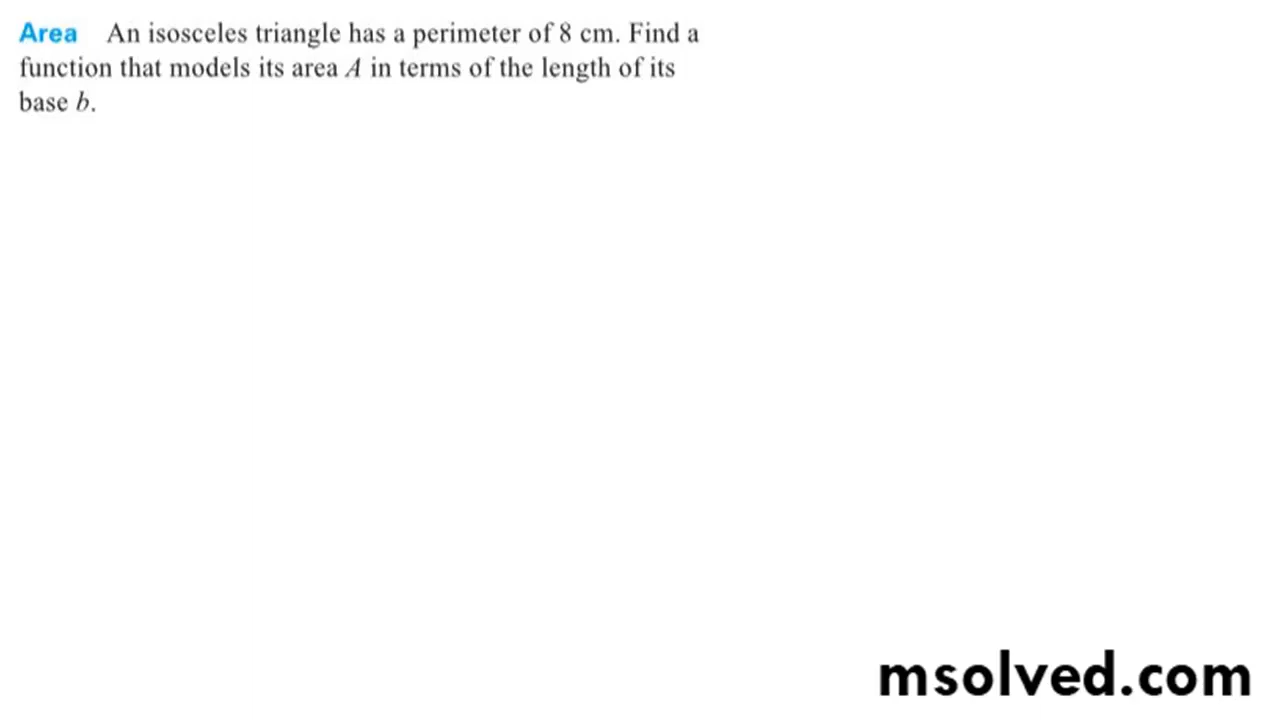 Area An isosceles triangle has a perimeter of 8 cm. Find a
function that models its area A in terms of the length of its
base b.
msolved.com